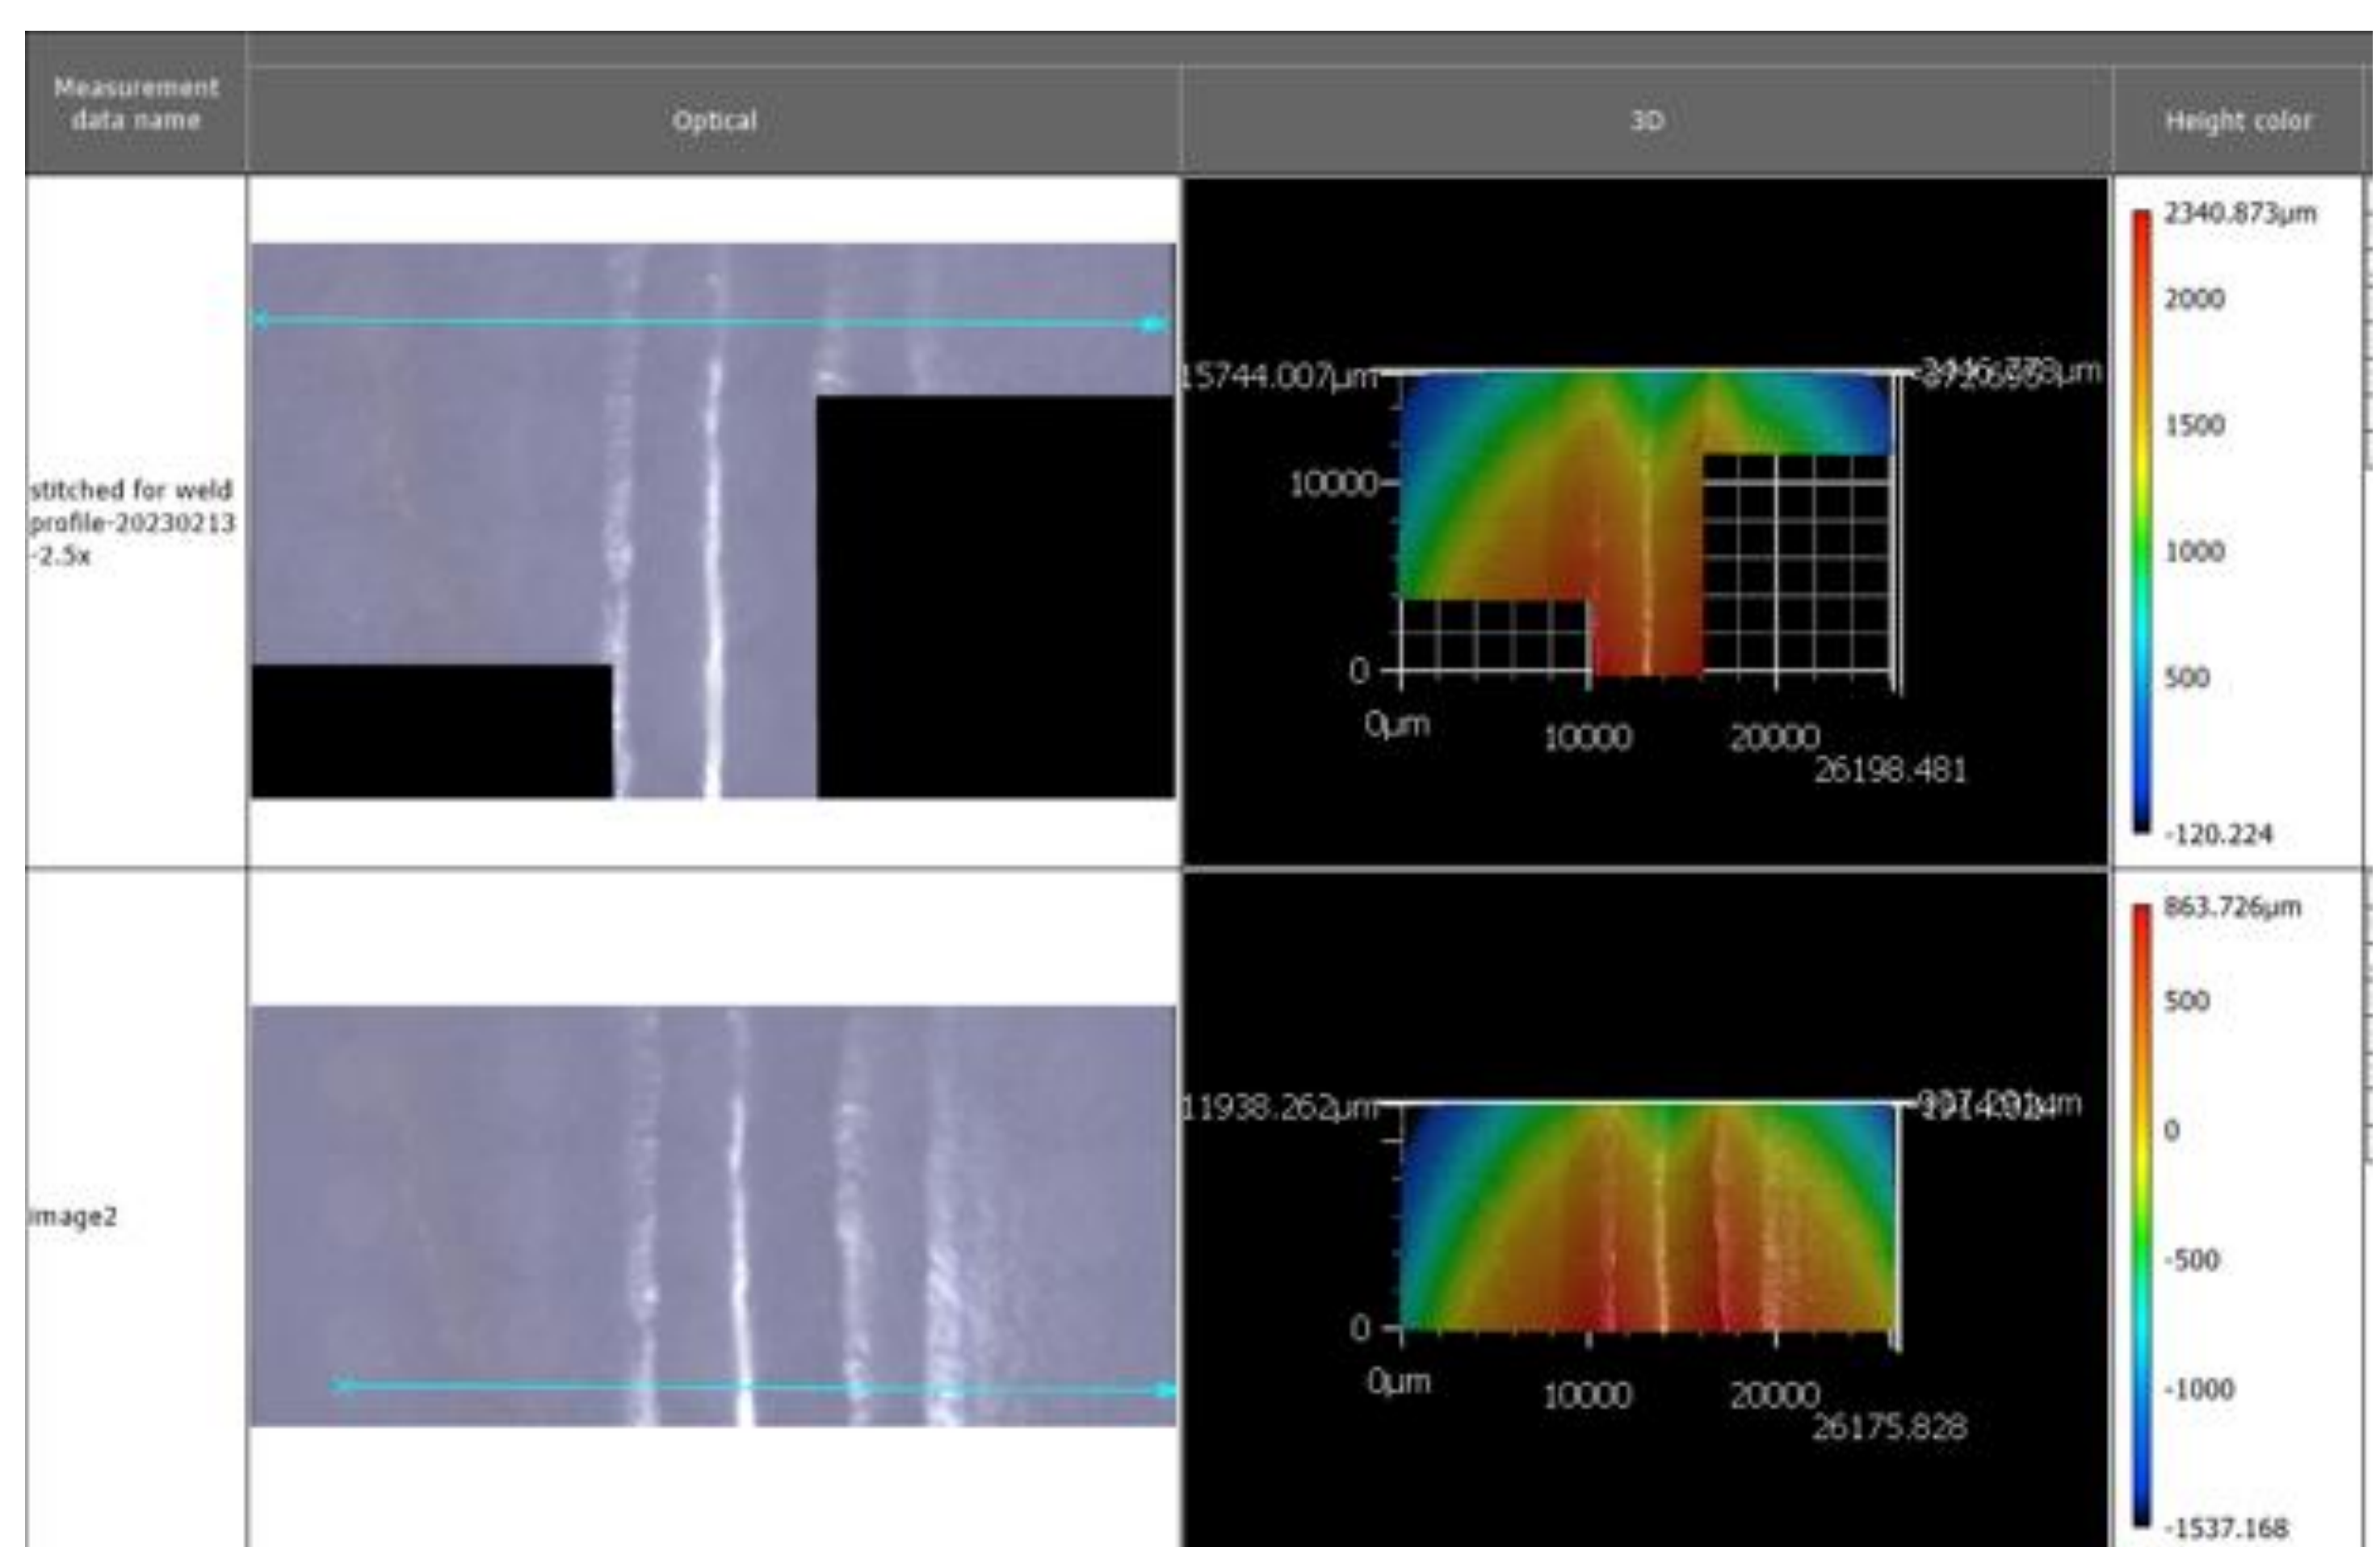 Measurement
data name
Optical
3D
Height color
stitched for weld
profile-20230213
-2.5x
15744.007µm
10000
0
0µm
10000
20000
26198.481
2340.873µm
2000
1500
1000
500
-120.224
image2
11938.262µm
0
0µm
10000
20000
26175.828
863.726µm
500
0
-500
-1000
-1537.168